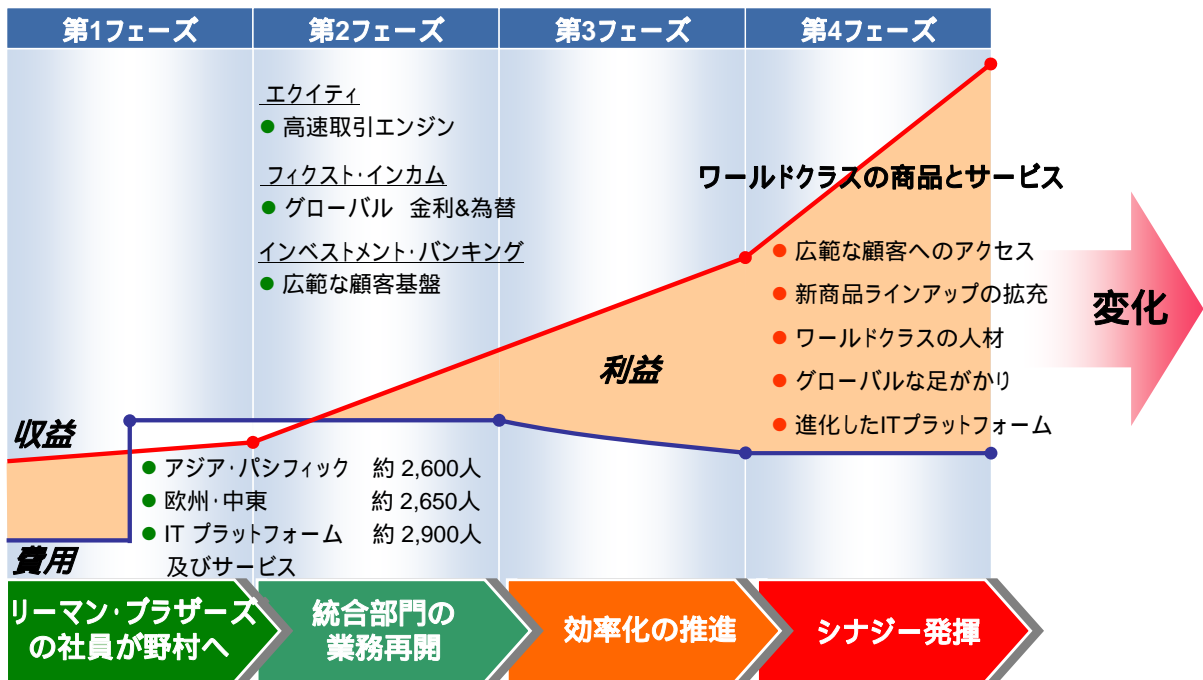 第1フェーズ
第2フェーズ
第3フェーズ
第4フェーズ
エクイティ
高速取引エンジン
フィクスト・インカム
グローバル 金利&為替
インベストメント・バンキング
広範な顧客基盤
ワールドクラスの商品とサービス
広範な顧客へのアクセス
新商品ラインアップの拡充
ワールドクラスの人材
グローバルな足がかり
進化したITプラットフォーム
変化
利益
収益
費用
アジア・パシフィック 約 2,600人
欧州・中東 約 2,650人
IT プラットフォーム 約 2,900人
及びサービス
リーマン・ブラザーズ
の社員が野村へ
統合部門の
業務再開
効率化の推進
シナジー発揮